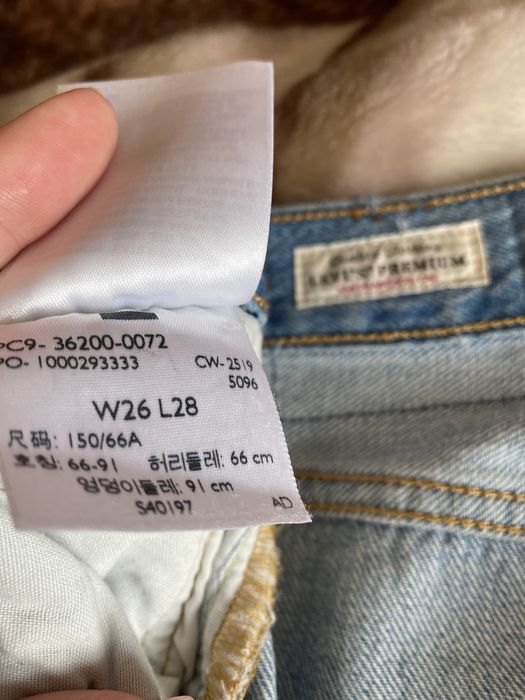 PC9- 36200-0072
PO- 1000293333 CW-2519
5096
W26 L28
尺码: 150/66A
호칭: 66-91 허리둘레: 66 cm
엉덩이둘레: 91 cm
S40197 AD
LEVI'S PREMIUM